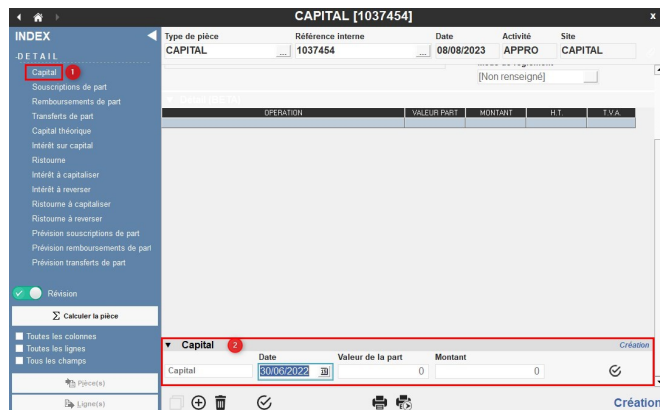 CAPITAL [1037454]
x
INDEX
DETAIL
Capital 1
Souscriptions de part
Remboursements de part
Transferts de part
Capital théorique
Intérêt sur capital
Ristourne
Intérêt à capitaliser
Intérêt à reverser
Ristourne à capitaliser
Ristourne à reverser
Prévision souscriptions de part
Prévision remboursements de part
Prévision transferts de part
Révision
Σ Calculer la pièce
Toutes les colonnes
Toutes les lignes
Tous les champs
Pièce(s)
Ligne(s)
Type de pièce Référence interne Date Activité Site
CAPITAL ... 1037454 ... 08/08/2023 APPRO CAPITAL
Mode de règlement
[Non renseigné]
OPERATION VALEUR PART MONTANT H.T. T.V.A.
Capital 2 Création
Date Valeur de la part Montant
Capital 30/06/2022 0 0
Création